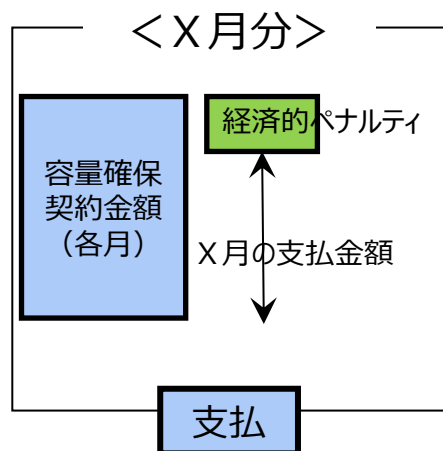 ＜Ｘ月分＞
経済的ペナルティ
容量確保
契約金額
（各月）
Ｘ月の支払金額
支払